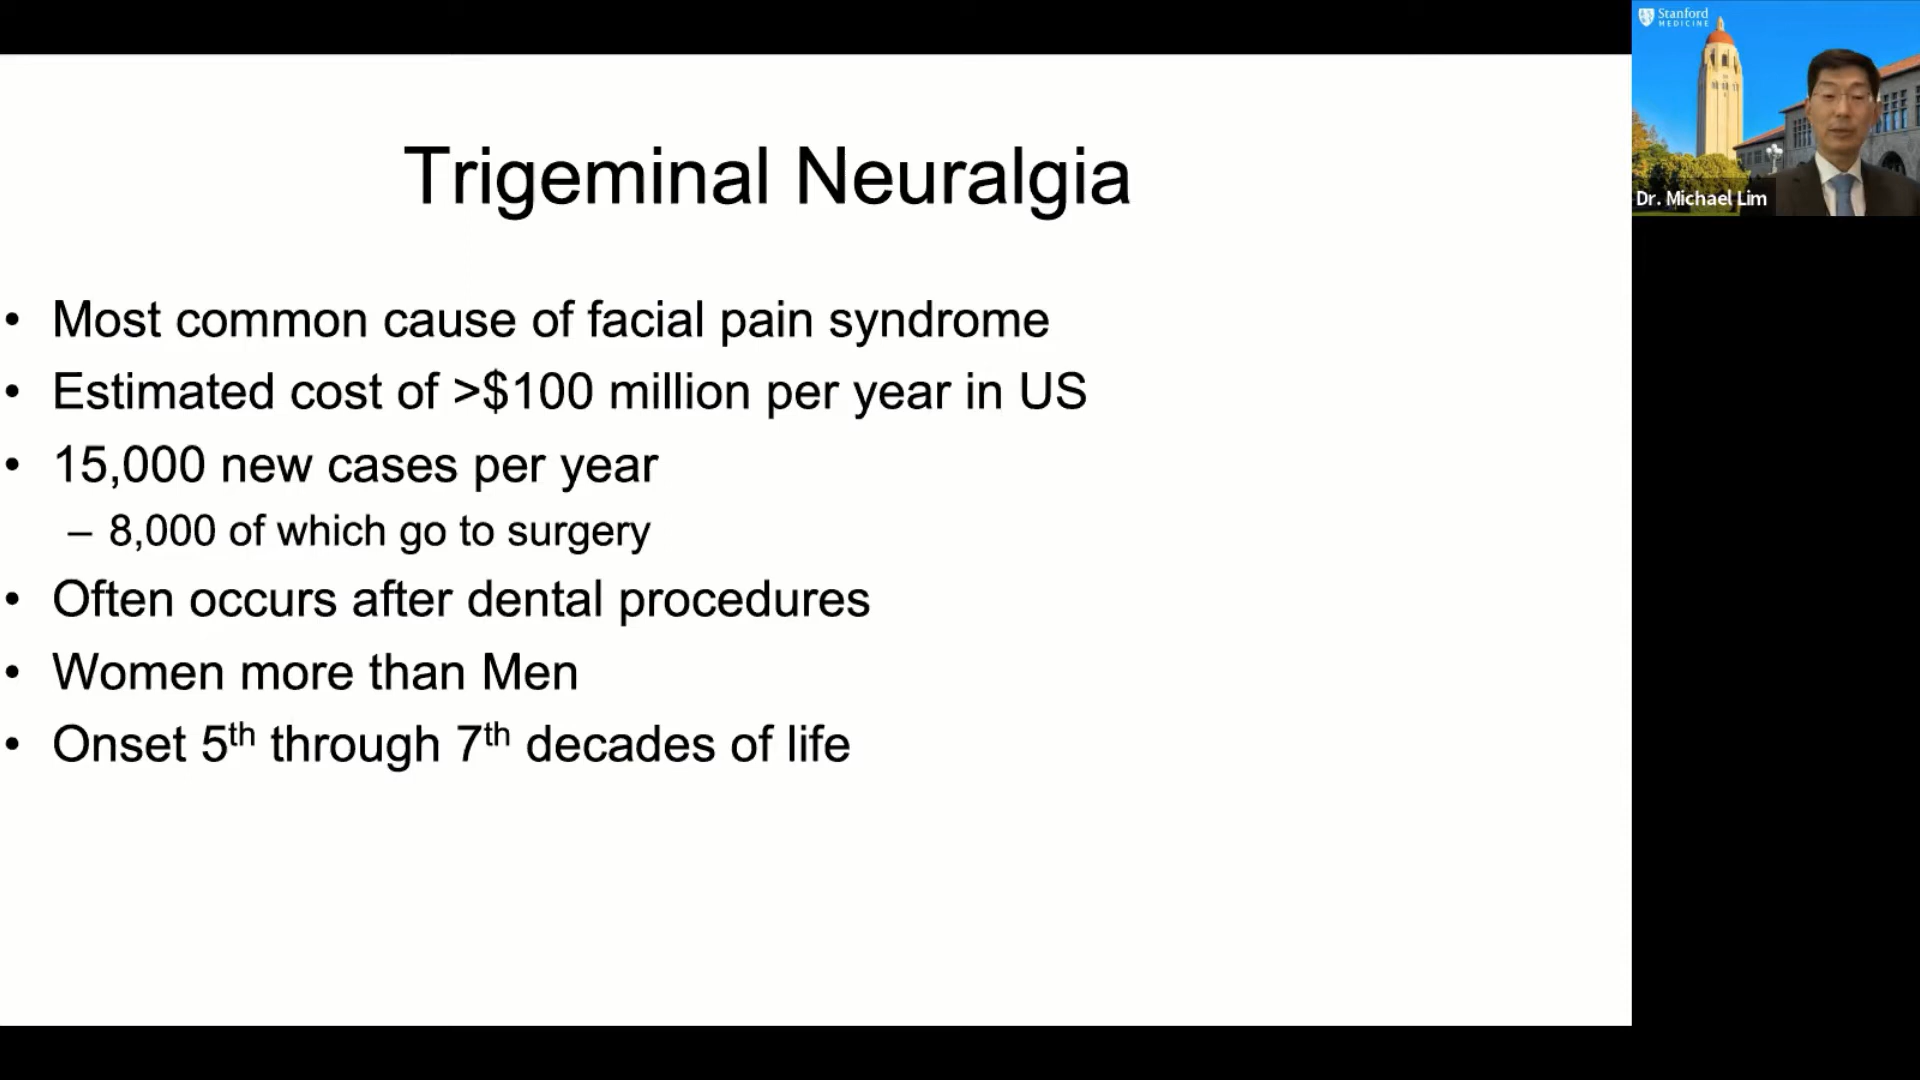 Trigeminal Neuralgia
• Most common cause of facial pain syndrome
• Estimated cost of >$100 million per year in US
• 15,000 new cases per year
– 8,000 of which go to surgery
• Often occurs after dental procedures
• Women more than Men
• Onset 5th through 7th decades of life
Stanford
MEDICINE
Dr. Michael Lim